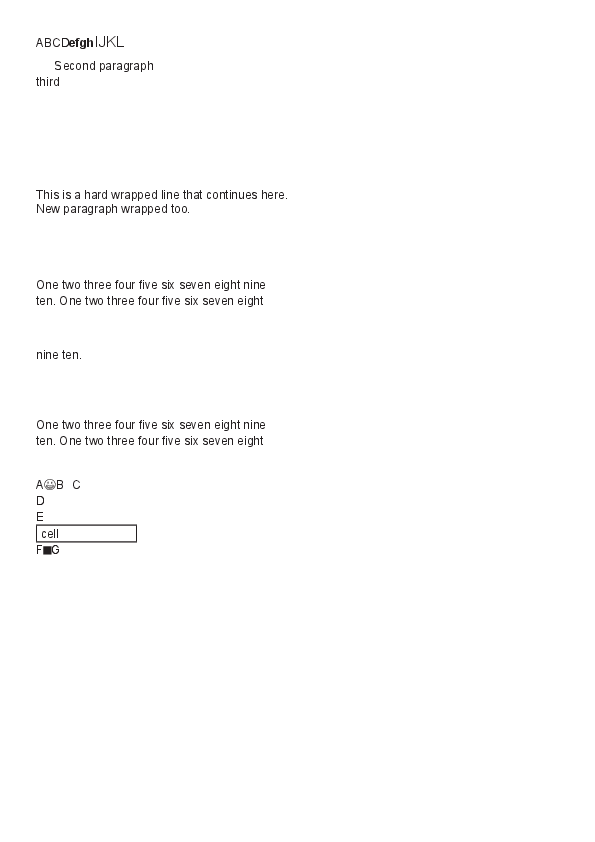 ABCDefghIJKL
Second paragraph
third
This is a hard wrapped line that continues here.
New paragraph wrapped too.
One two three four five six seven eight nine
ten. One two three four five six seven eight
nine ten.
One two three four five six seven eight nine
ten. One two three four five six seven eight
A😀B C
D
E
cell
F■G